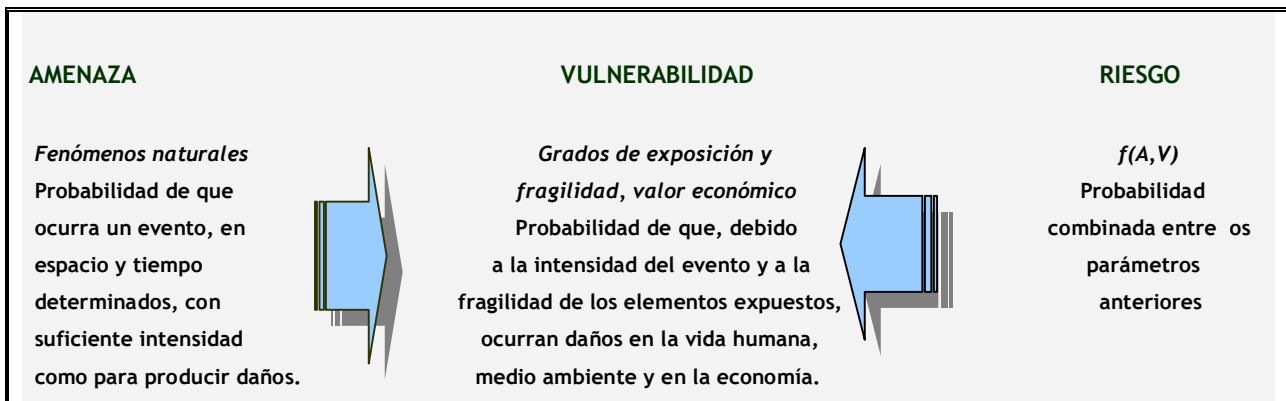 AMENAZA
Fenómenos naturales
Probabilidad de que
ocurra un evento, en
espacio y tiempo
determinados, con
suficiente intensidad
como para producir daños.
VULNERABILIDAD
Grados de exposición y
fragilidad, valor económico
Probabilidad de que, debido
a la intensidad del evento y a la
fragilidad de los elementos expuestos,
ocurran daños en la vida humana,
medio ambiente y en la economía.
RIESGO
f(A,V)
Probabilidad
combinada entre os
parámetros
anteriores